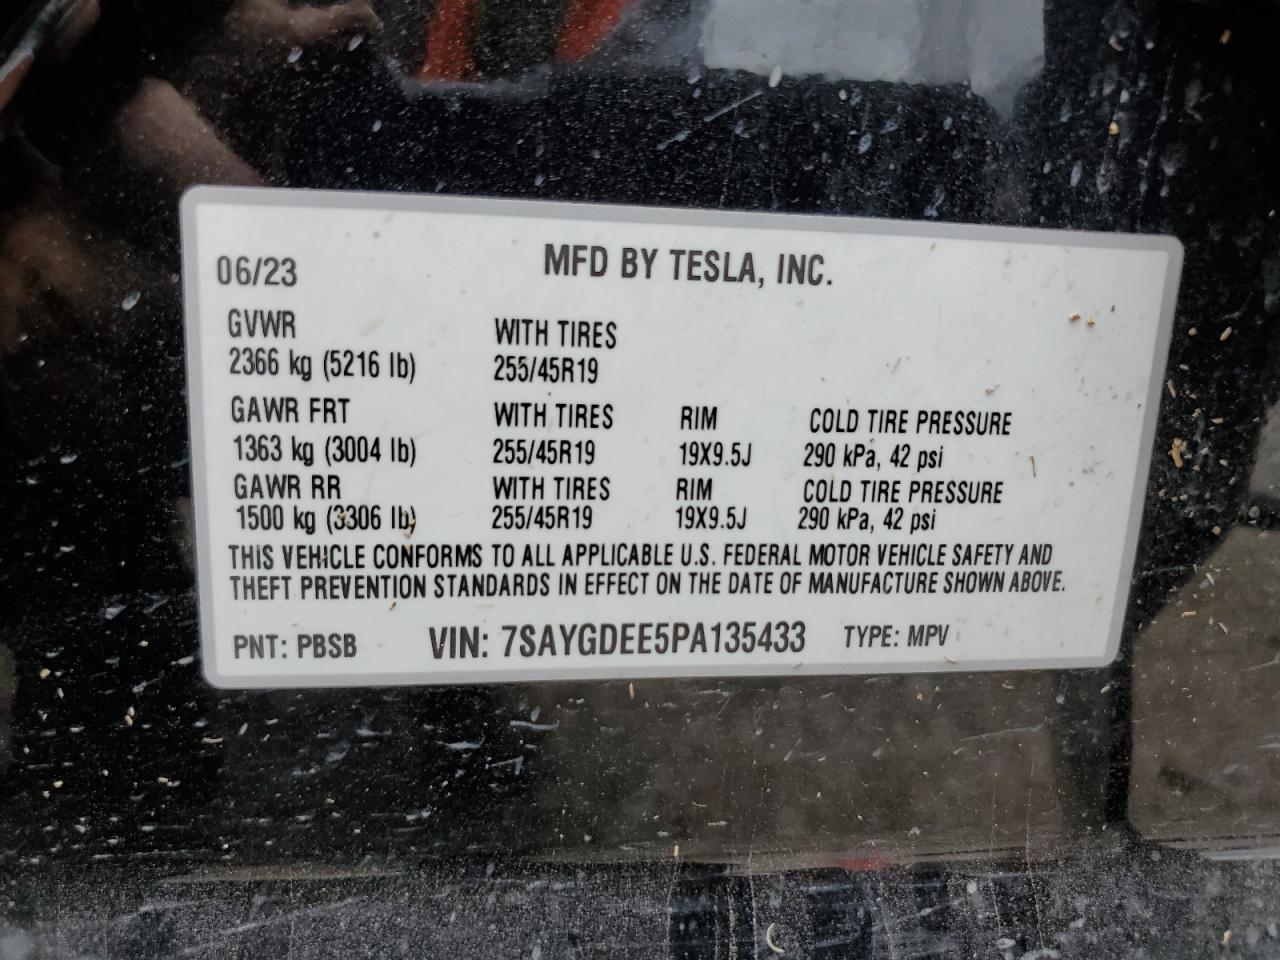 06/23 MFD BY TESLA, INC.
GVWR WITH TIRES
2366 kg (5216 lb) 255/45R19
GAWR FRT WITH TIRES RIM COLD TIRE PRESSURE
1363 kg (3004 lb) 255/45R19 19X9.5J 290 kPa, 42 psi
GAWR RR WITH TIRES RIM COLD TIRE PRESSURE
1500 kg (3306 lb) 255/45R19 19X9.5J 290 kPa, 42 psi
THIS VEHICLE CONFORMS TO ALL APPLICABLE U.S. FEDERAL MOTOR VEHICLE SAFETY AND
THEFT PREVENTION STANDARDS IN EFFECT ON THE DATE OF MANUFACTURE SHOWN ABOVE.
PNT: PBSB VIN: 7SAYGDEE5PA135433 TYPE: MPV